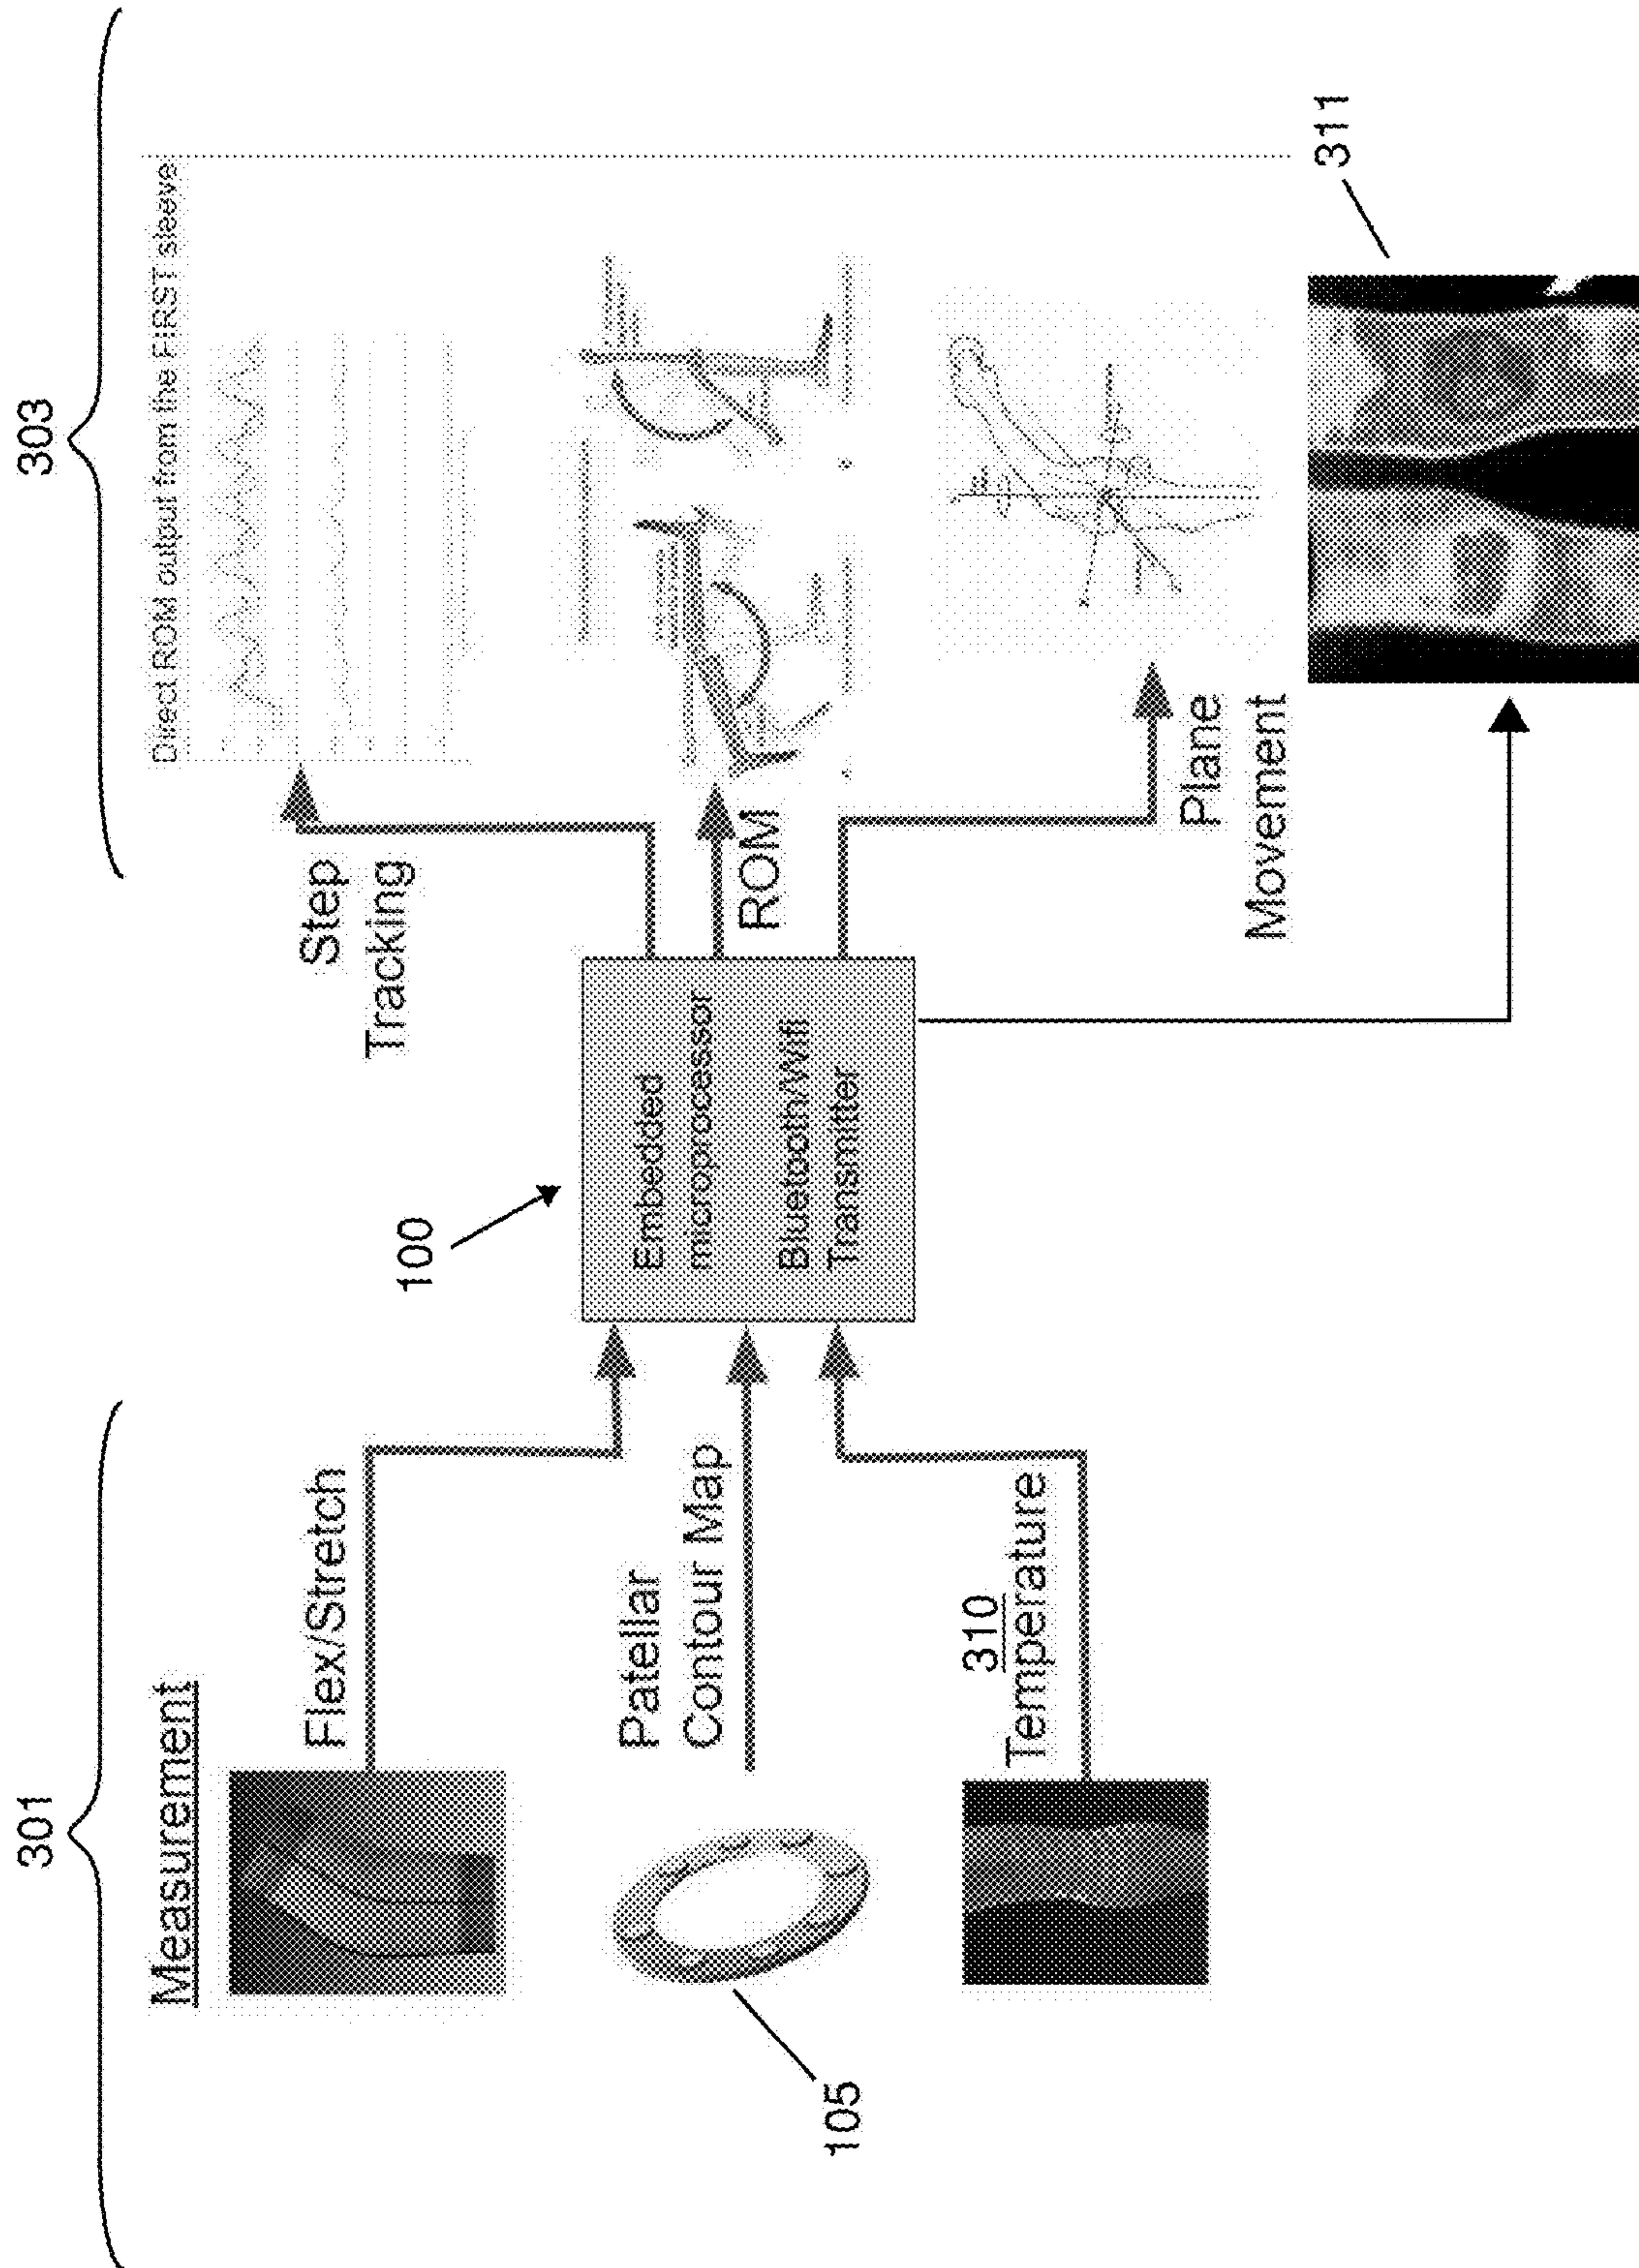 301
303
Measurement
Direct ROM output from the FIRST sleeve
Flex/Stretch
Step
Tracking
100
Embedded
microprocessor
Bluetooth/Wifi
Transmitter
Patellar
Contour Map
105
ROM
310
Temperature
Plane
Movement
311